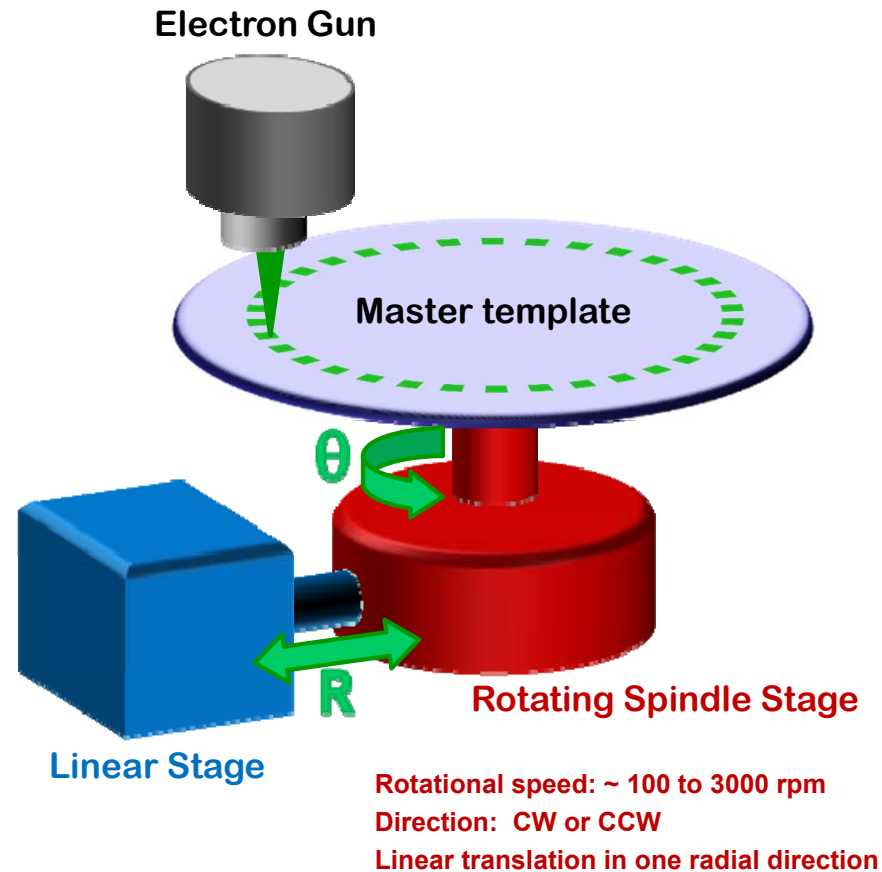 Electron Gun
Master template
θ
R
Rotating Spindle Stage
Linear Stage
Rotational speed: ~ 100 to 3000 rpm
Direction: CW or CCW
Linear translation in one radial direction